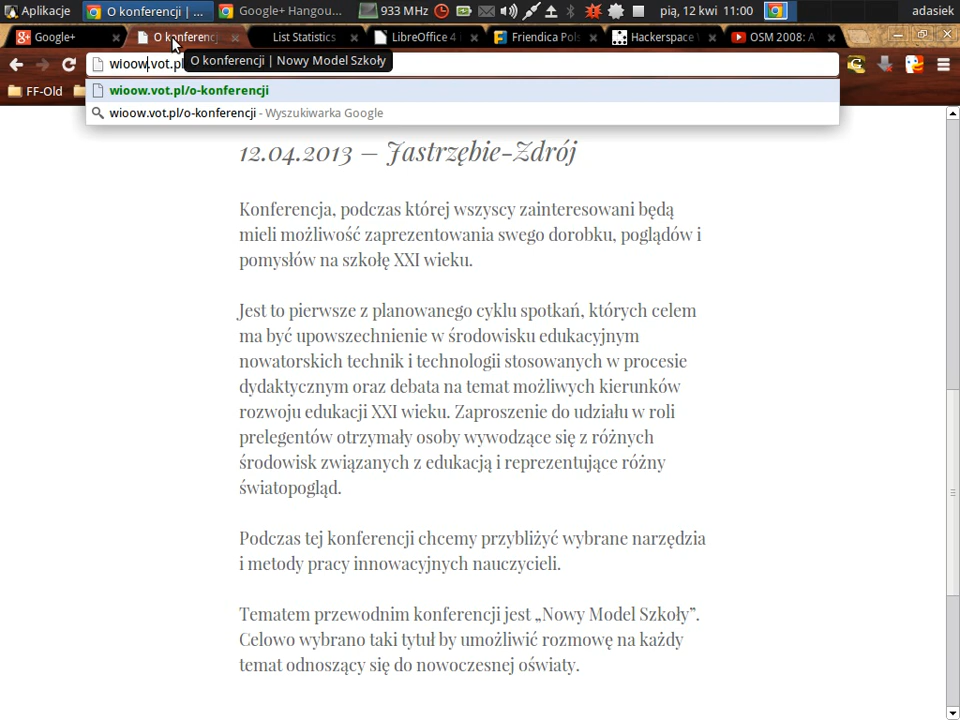 Aplikacje
O konferencji | ...
Google+ Hangou...
933 MHz
pią, 12 kwi 11:00
adasiek
Google+
O konferencj
List Statistics
LibreOffice 4
Friendica Pols
Hackerspace
OSM 2008: A
wioow.vot.pl
O konferencji | Nowy Model Szkoły
FF-Old
wioow.vot.pl/o-konferencji
wioow.vot.pl/o-konferencji - Wyszukiwarka Google
12.04.2013 – Jastrzębie-Zdrój
Konferencja, podczas której wszyscy zainteresowani będą
mieli możliwość zaprezentowania swego dorobku, poglądów i
pomysłów na szkołę XXI wieku.
Jest to pierwsze z planowanego cyklu spotkań, których celem
ma być upowszechnienie w środowisku edukacyjnym
nowatorskich technik i technologii stosowanych w procesie
dydaktycznym oraz debata na temat możliwych kierunków
rozwoju edukacji XXI wieku. Zaproszenie do udziału w roli
prelegentów otrzymały osoby wywodzące się z różnych
środowisk związanych z edukacją i reprezentujące różny
światopogląd.
Podczas tej konferencji chcemy przybliżyć wybrane narzędzia
i metody pracy innowacyjnych nauczycieli.
Tematem przewodnim konferencji jest „Nowy Model Szkoły”.
Celowo wybrano taki tytuł by umożliwić rozmowę na każdy
temat odnoszący się do nowoczesnej oświaty.